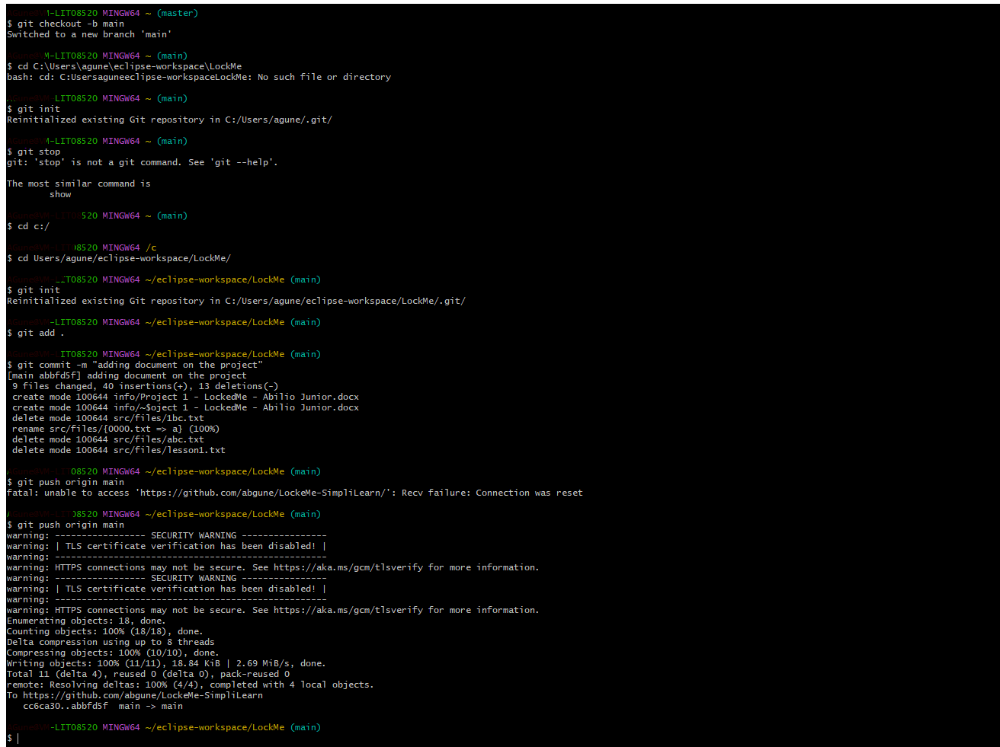 M-LIT08520 MINGW64 ~ (master)
$ git checkout -b main
Switched to a new branch 'main'
M-LIT08520 MINGW64 ~ (main)
$ cd C:\Users\agune\eclipse-workspace\LockMe
bash: cd: C:Usersaguneeclipse-workspaceLockMe: No such file or directory
LIT08520 MINGW64 ~ (main)
$ git init
Reinitialized existing Git repository in C:/Users/agune/.git/
M-LIT08520 MINGW64 ~ (main)
$ git stop
git: 'stop' is not a git command. See 'git --help'.
The most similar command is
show
520 MINGW64 ~ (main)
$ cd c:/
08520 MINGW64 /c
$ cd Users/agune/eclipse-workspace/LockMe/
IT08520 MINGW64 ~/eclipse-workspace/LockMe (main)
$ git init
Reinitialized existing Git repository in C:/Users/agune/eclipse-workspace/LockMe/.git/
-LIT08520 MINGW64 ~/eclipse-workspace/LockMe (main)
$ git add .
IT08520 MINGW64 ~/eclipse-workspace/LockMe (main)
$ git commit -m "adding document on the project"
[main abbfd5f] adding document on the project
9 files changed, 40 insertions(+), 13 deletions(-)
create mode 100644 info/Project 1 - LockedMe - Abilio Junior.docx
create mode 100644 info/~$oject 1 - LockedMe - Abilio Junior.docx
delete mode 100644 src/files/1bc.txt
rename src/files/{0000.txt => a} (100%)
delete mode 100644 src/files/abc.txt
delete mode 100644 src/files/lesson1.txt
08520 MINGW64 ~/eclipse-workspace/LockMe (main)
$ git push origin main
fatal: unable to access 'https://github.com/abgune/LockeMe-SimpliLearn/': Recv failure: Connection was reset
08520 MINGW64 ~/eclipse-workspace/LockMe (main)
$ git push origin main
warning: ----------------- SECURITY WARNING ----------------
warning: | TLS certificate verification has been disabled! |
warning: ---------------------------------------------------
warning: HTTPS connections may not be secure. See https://aka.ms/gcm/tlsverify for more information.
warning: ----------------- SECURITY WARNING ----------------
warning: | TLS certificate verification has been disabled! |
warning: ---------------------------------------------------
warning: HTTPS connections may not be secure. See https://aka.ms/gcm/tlsverify for more information.
Enumerating objects: 18, done.
Counting objects: 100% (18/18), done.
Delta compression using up to 8 threads
Compressing objects: 100% (10/10), done.
Writing objects: 100% (11/11), 18.84 KiB | 2.69 MiB/s, done.
Total 11 (delta 4), reused 0 (delta 0), pack-reused 0
remote: Resolving deltas: 100% (4/4), completed with 4 local objects.
To https://github.com/abgune/LockeMe-SimpliLearn
cc6ca30..abbfd5f  main -> main
-LIT08520 MINGW64 ~/eclipse-workspace/LockMe (main)
$